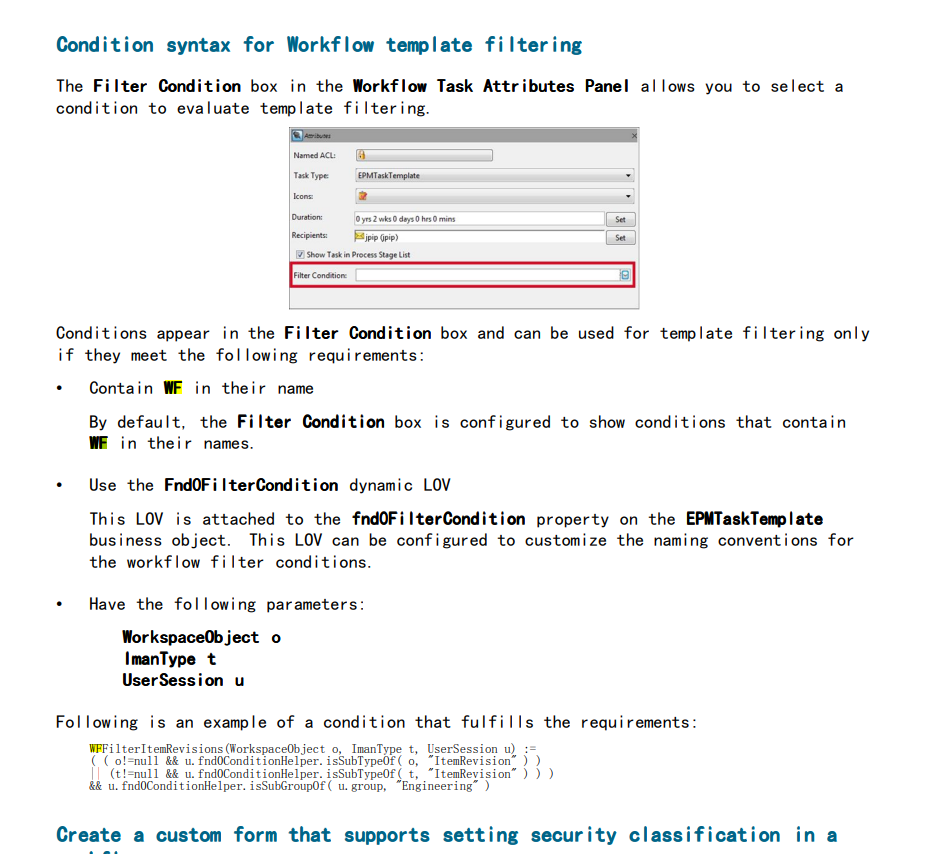 Condition syntax for Workflow template filtering
The Filter Condition box in the Workflow Task Attributes Panel allows you to select a
condition to evaluate template filtering.
Attributes
Named ACL:
Task Type: EPMTaskTemplate
Icons:
Duration: 0 yrs 2 wks 0 days 0 hrs 0 mins Set
Recipients: jpip (jpip) Set
Show Task in Process Stage List
Filter Condition:
Conditions appear in the Filter Condition box and can be used for template filtering only
if they meet the following requirements:
• Contain WF in their name
By default, the Filter Condition box is configured to show conditions that contain
WF in their names.
• Use the Fnd0FilterCondition dynamic LOV
This LOV is attached to the fnd0FilterCondition property on the EPMTaskTemplate
business object. This LOV can be configured to customize the naming conventions for
the workflow filter conditions.
• Have the following parameters:
WorkspaceObject o
ImanType t
UserSession u
Following is an example of a condition that fulfills the requirements:
WFFilterItemRevisions(WorkspaceObject o, ImanType t, UserSession u) :=
( ( o!=null && u.fnd0ConditionHelper.isSubTypeOf( o, "ItemRevision" ) )
|| (t!=null && u.fnd0ConditionHelper.isSubTypeOf( t, "ItemRevision" ) ) )
&& u.fnd0ConditionHelper.isSubGroupOf( u.group, "Engineering" )
Create a custom form that supports setting security classification in a